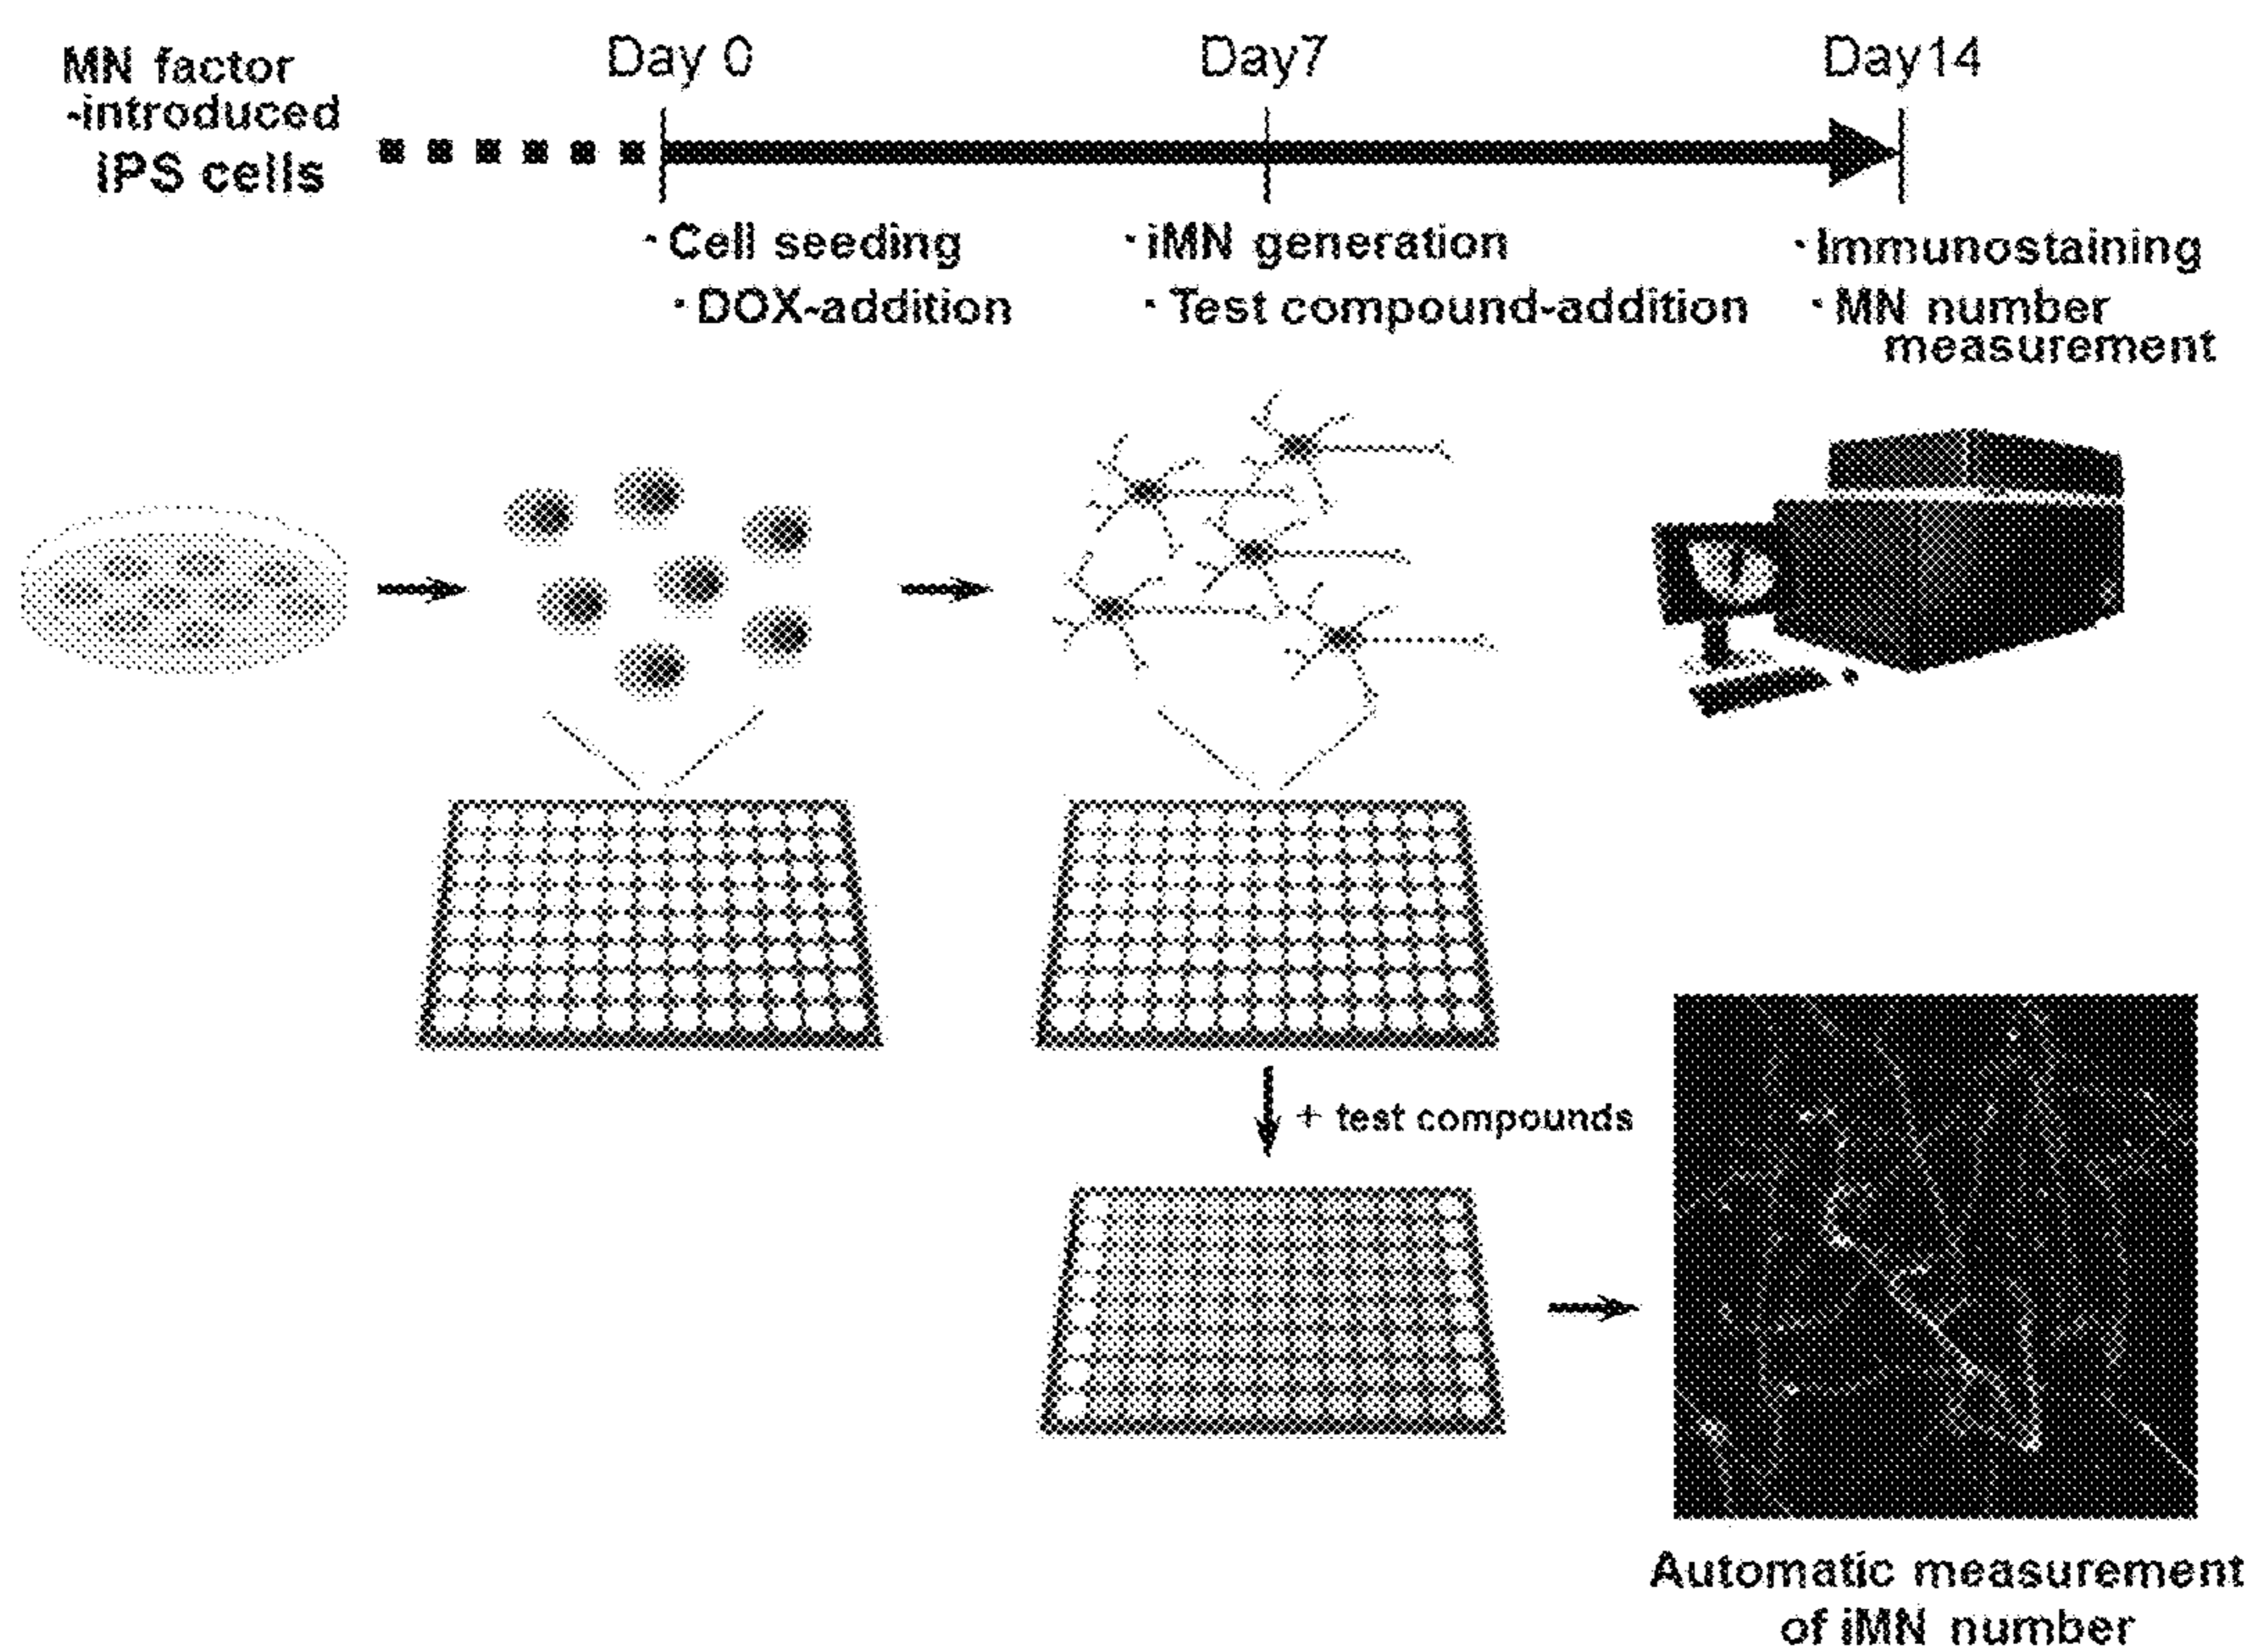 MN factor
-introduced
iPS cells
Day 0
Day7
Day14
・Cell seeding
・DOX-addition
・iMN generation
・Test compound-addition
・Immunostaining
・MN number
measurement
+ test compounds
Automatic measurement
of iMN number